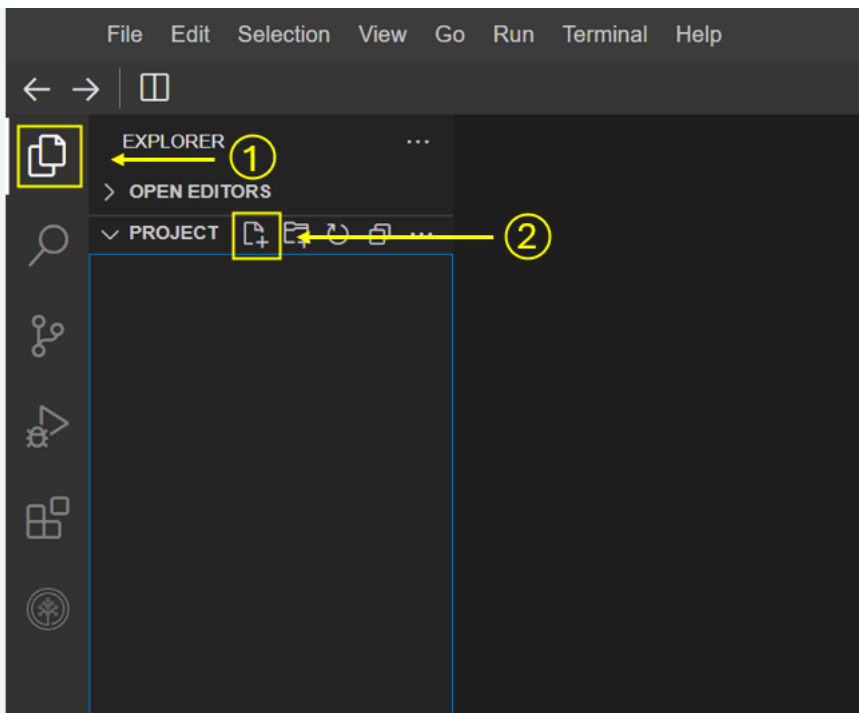 File Edit Selection View Go Run Terminal Help
EXPLORER ...
1
OPEN EDITORS
PROJECT ...
2